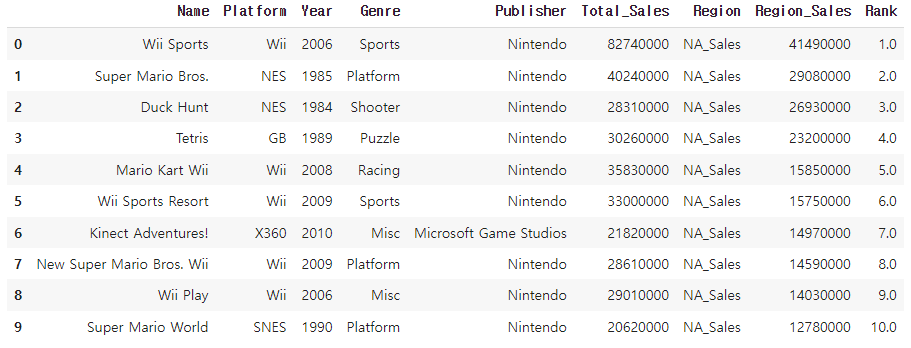 Name Platform Year Genre Publisher Total_Sales Region Region_Sales Rank
0 Wii Sports Wii 2006 Sports Nintendo 82740000 NA_Sales 41490000 1.0
1 Super Mario Bros. NES 1985 Platform Nintendo 40240000 NA_Sales 29080000 2.0
2 Duck Hunt NES 1984 Shooter Nintendo 28310000 NA_Sales 26930000 3.0
3 Tetris GB 1989 Puzzle Nintendo 30260000 NA_Sales 23200000 4.0
4 Mario Kart Wii Wii 2008 Racing Nintendo 35830000 NA_Sales 15850000 5.0
5 Wii Sports Resort Wii 2009 Sports Nintendo 33000000 NA_Sales 15750000 6.0
6 Kinect Adventures! X360 2010 Misc Microsoft Game Studios 21820000 NA_Sales 14970000 7.0
7 New Super Mario Bros. Wii Wii 2009 Platform Nintendo 28610000 NA_Sales 14590000 8.0
8 Wii Play Wii 2006 Misc Nintendo 29010000 NA_Sales 14030000 9.0
9 Super Mario World SNES 1990 Platform Nintendo 20620000 NA_Sales 12780000 10.0